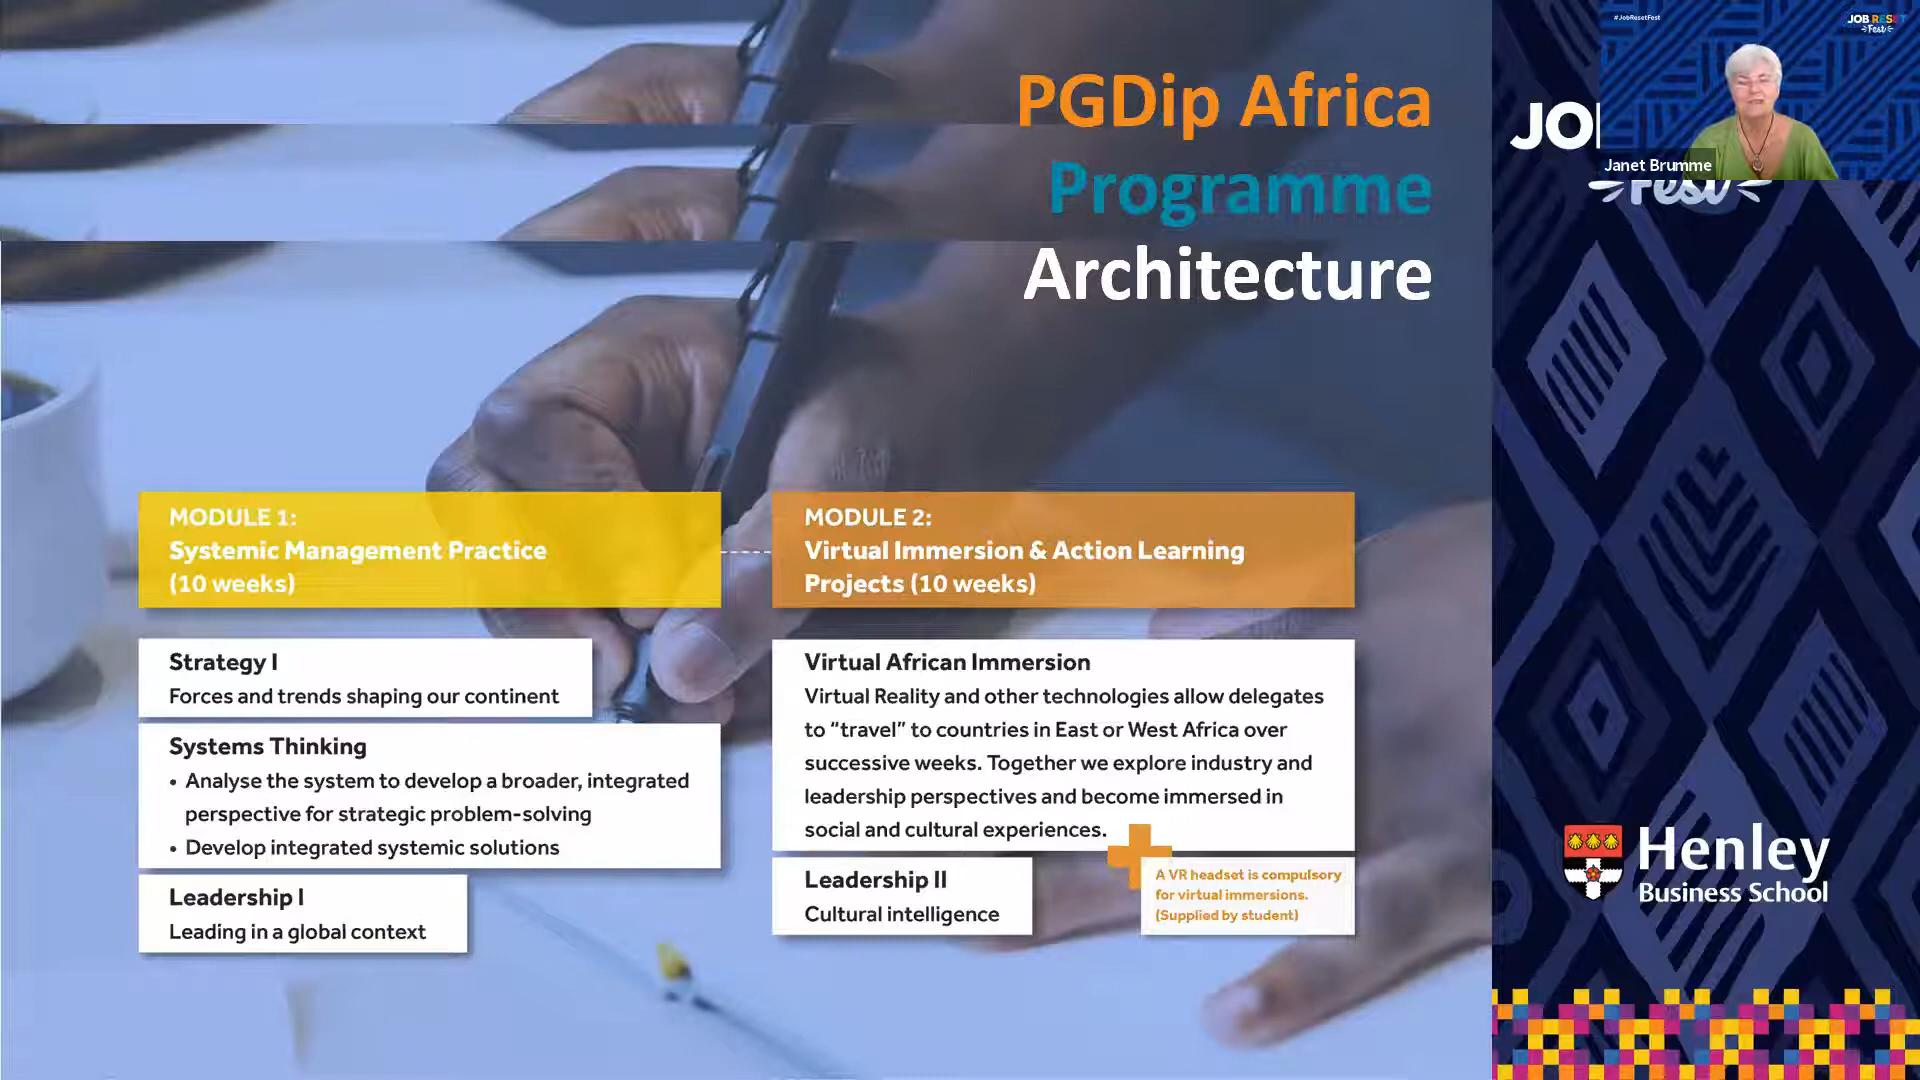 PGDip Africa
Programme
Architecture
MODULE 1:
Systemic Management Practice
(10 weeks)
Strategy I
Forces and trends shaping our continent
Systems Thinking
• Analyse the system to develop a broader, integrated
perspective for strategic problem-solving
• Develop integrated systemic solutions
Leadership I
Leading in a global context
MODULE 2:
Virtual Immersion & Action Learning
Projects (10 weeks)
Virtual African Immersion
Virtual Reality and other technologies allow delegates
to “travel” to countries in East or West Africa over
successive weeks. Together we explore industry and
leadership perspectives and become immersed in
social and cultural experiences.
Leadership II
Cultural intelligence
A VR headset is compulsory
for virtual immersions.
(Supplied by student)
#JobResetFest
JOB RESET
Fest
Janet Brumme
JO
Fest
Henley
Business School